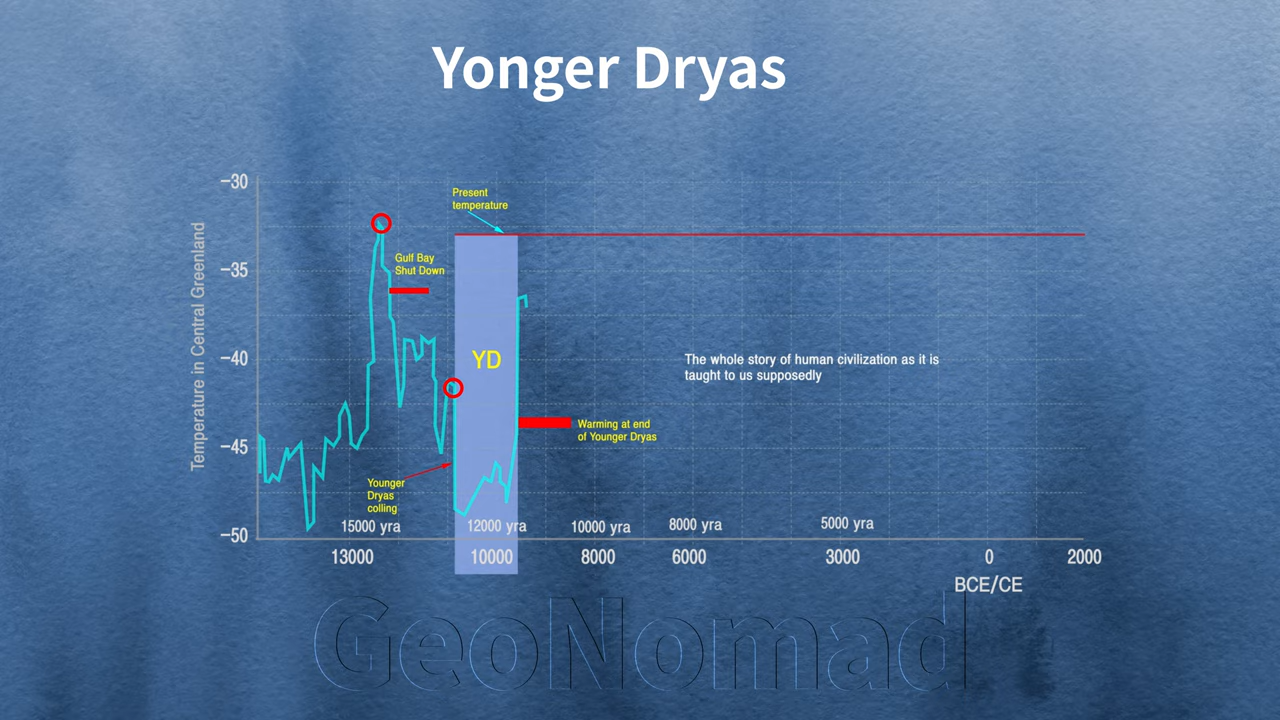 Yonger Dryas
−30
Present
temperature
Gulf Bay
Shut Down
−35
YD
−40
The whole story of human civilization as it is
taught to us supposedly
Warming at end
of Younger Dryas
−45
Younger
Dryas
colling
−50
Temperature in Central Greenland
15000 yra
12000 yra
10000 yra
8000 yra
5000 yra
13000
10000
8000
6000
3000
0
2000
BCE/CE
GeoNomad